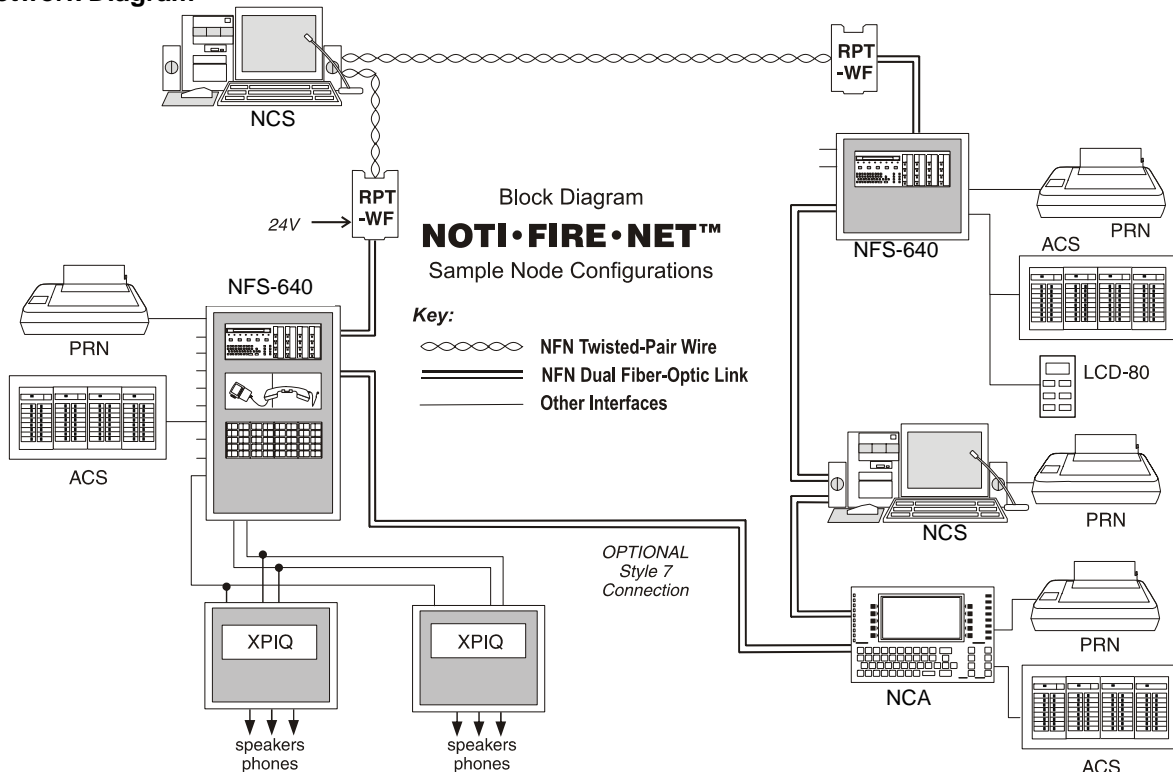 NCS
RPT
-WF
RPT
-WF
24V
Block Diagram
NOTI•FIRE•NET™
Sample Node Configurations
Key:
NFN Twisted-Pair Wire
NFN Dual Fiber-Optic Link
Other Interfaces
NFS-640
PRN
ACS
NFS-640
PRN
ACS
LCD-80
NCS
PRN
OPTIONAL
Style 7
Connection
XPIQ
XPIQ
speakers
phones
speakers
phones
NCA
PRN
ACS